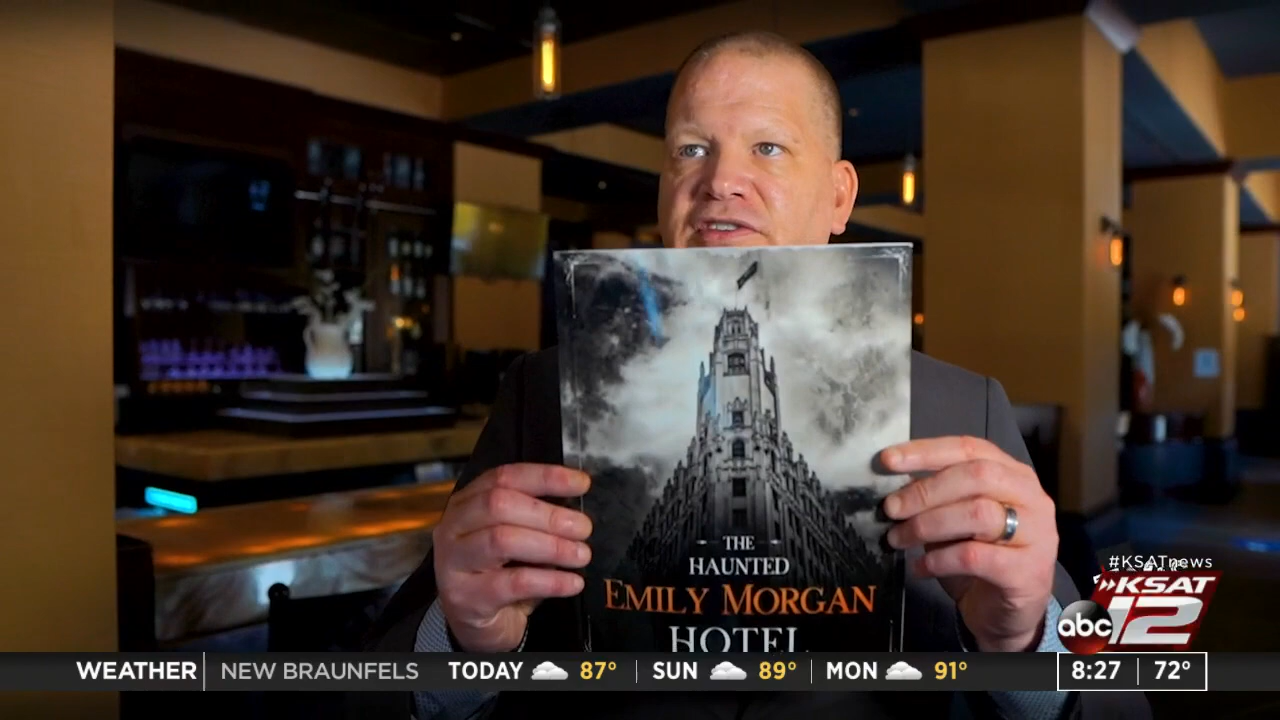 THE
HAUNTED
EMILY MORGAN
HOTEL
#KSATnews
KSAT
abc 12
WEATHER NEW BRAUNFELS TODAY 87° SUN 89° MON 91° 8:27 72°